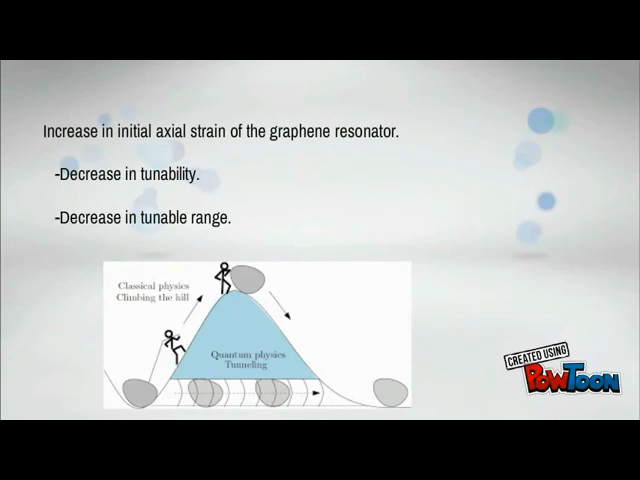 Increase in initial axial strain of the graphene resonator.
-Decrease in tunability.
-Decrease in tunable range.
Classical physics
Climbing the hill
Quantum physics
Tunneling
CREATED USING
POWTOON